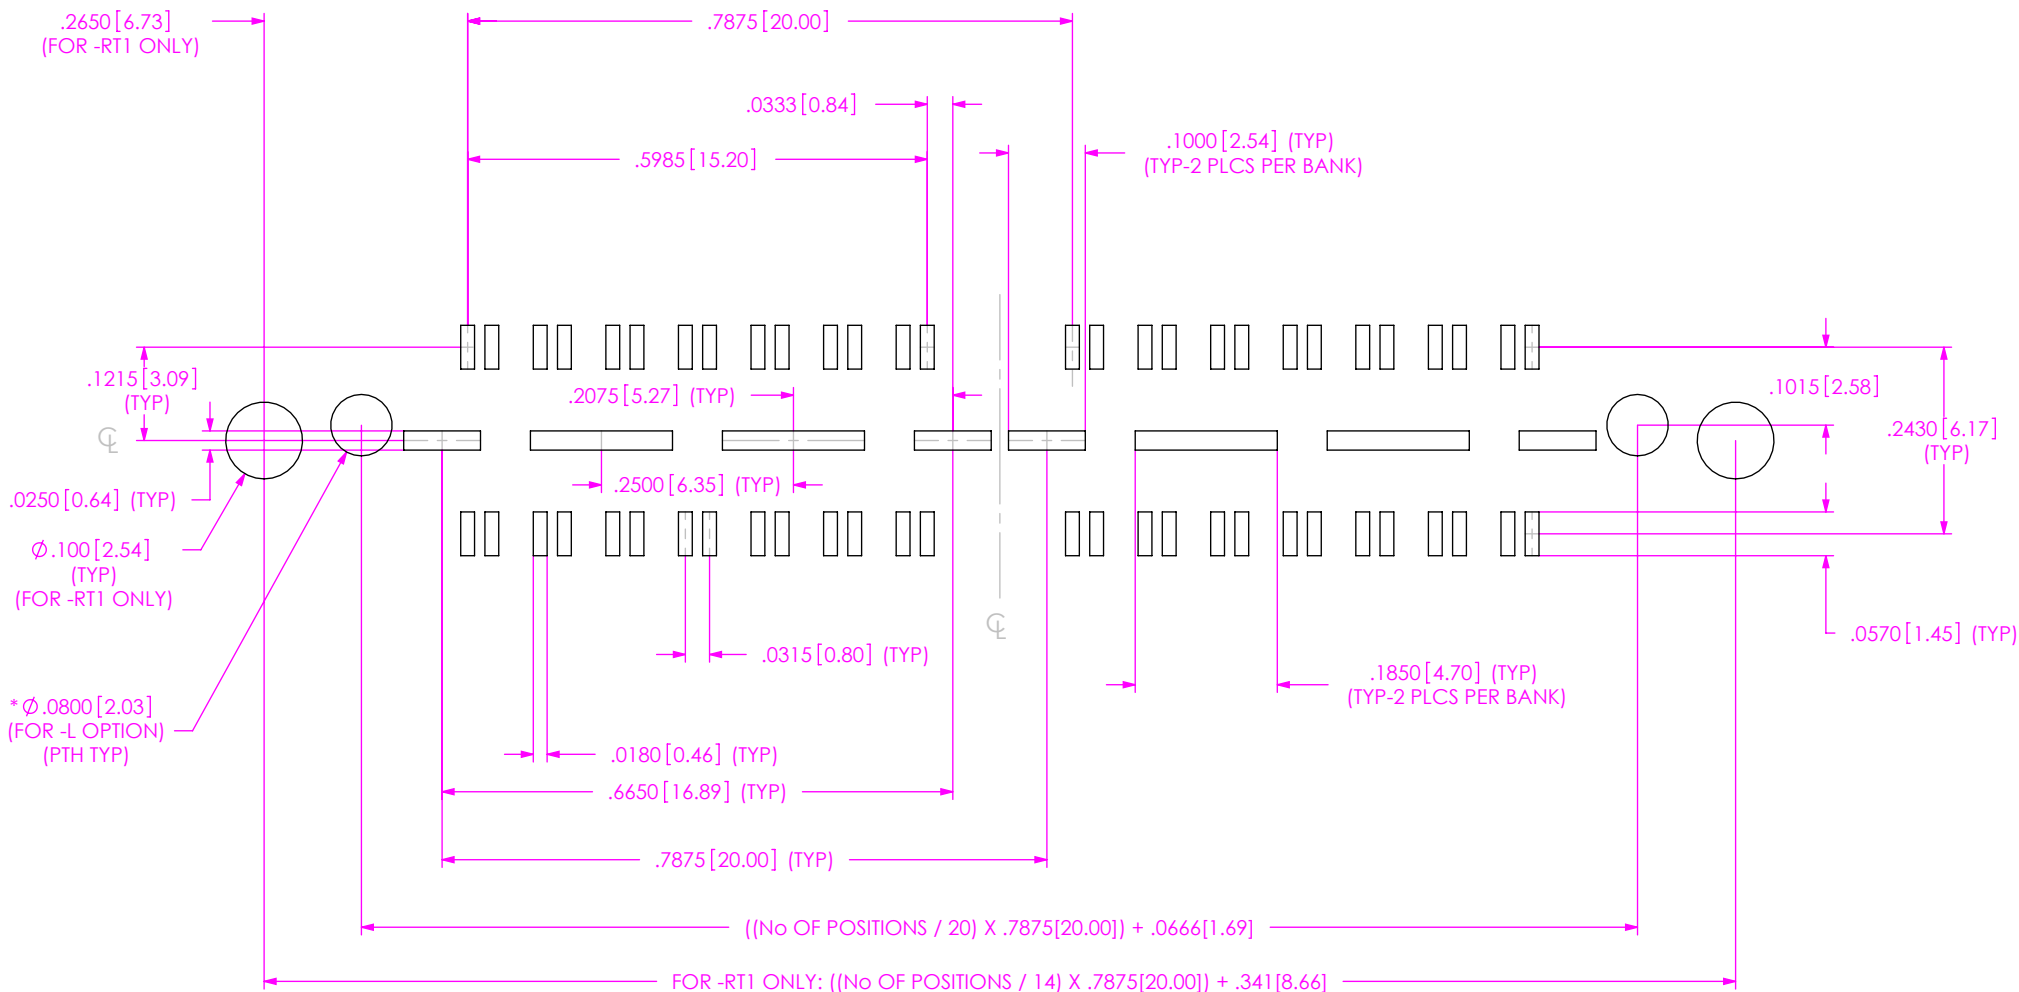 .2650[6.73]
(FOR -RT1 ONLY)
.7875[20.00]
.0333[0.84]
.5985[15.20]
.1000[2.54] (TYP)
(TYP-2 PLCS PER BANK)
.1215[3.09]
(TYP)
.2075[5.27] (TYP)
.1015[2.58]
.2430[6.17]
(TYP)
℄
.0250[0.64] (TYP)
.2500[6.35] (TYP)
Ø.100[2.54]
(TYP)
(FOR -RT1 ONLY)
℄
.0315[0.80] (TYP)
.0570[1.45] (TYP)
.1850[4.70] (TYP)
(TYP-2 PLCS PER BANK)
*Ø.0800[2.03]
(FOR -L OPTION)
(PTH TYP)
.0180[0.46] (TYP)
.6650[16.89] (TYP)
.7875[20.00] (TYP)
((No OF POSITIONS / 20) X .7875[20.00]) + .0666[1.69]
FOR -RT1 ONLY: ((No OF POSITIONS / 14) X .7875[20.00]) + .341[8.66]